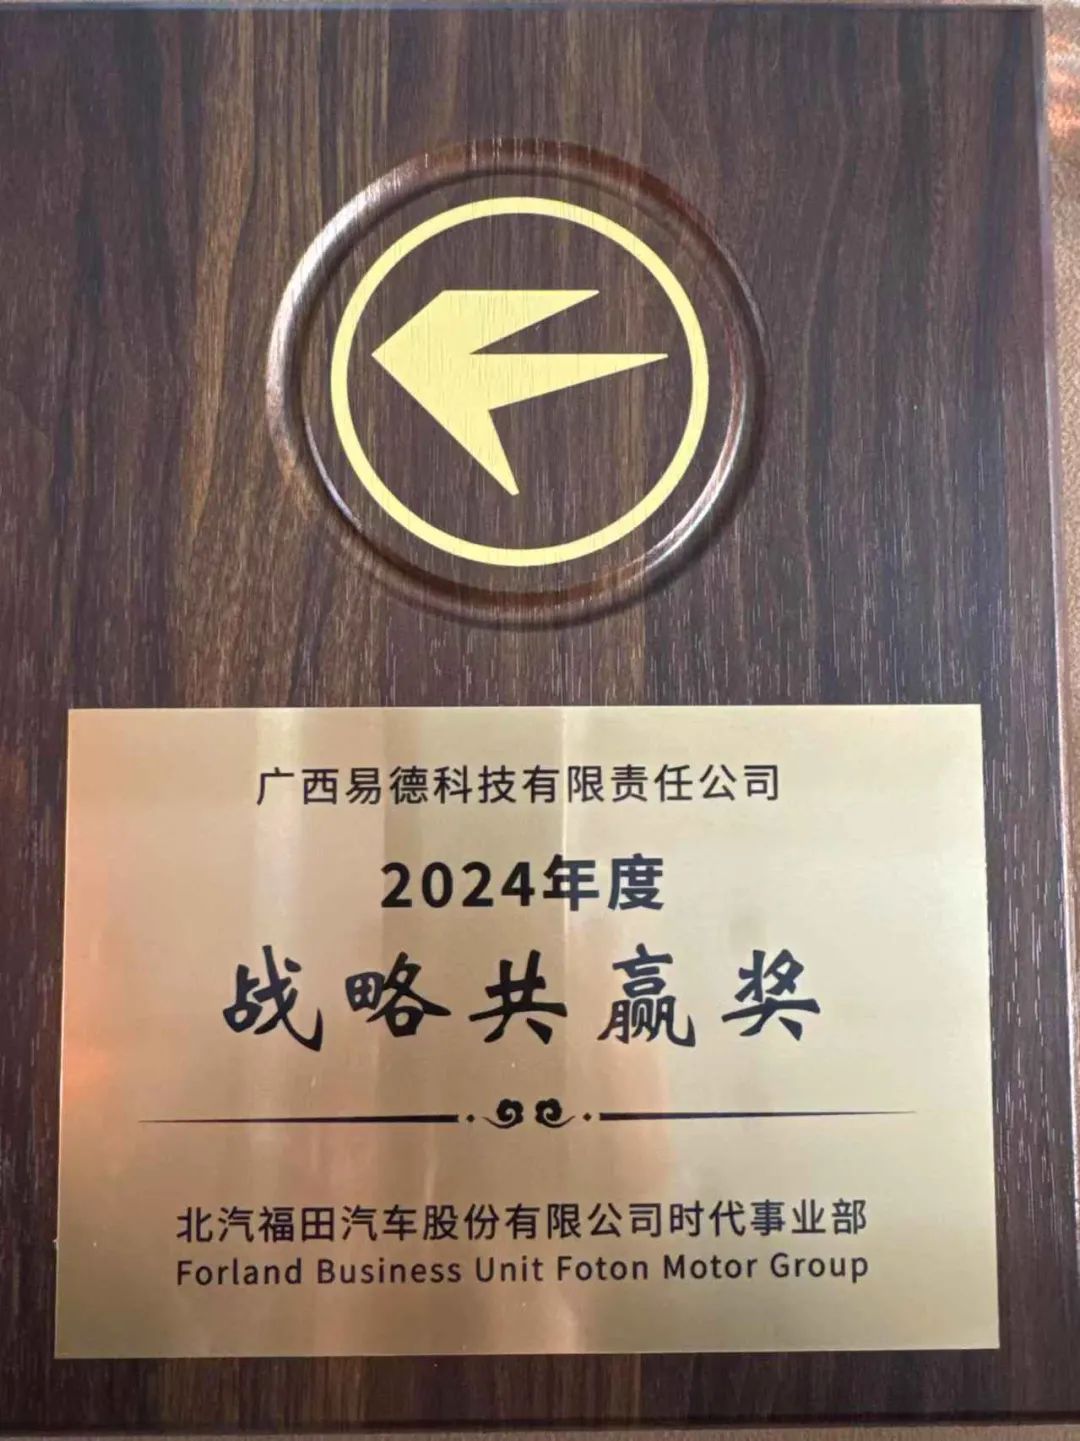 广西易德科技有限责任公司
2024年度
战略共赢奖
北汽福田汽车股份有限公司时代事业部
Forland Business Unit Foton Motor Group